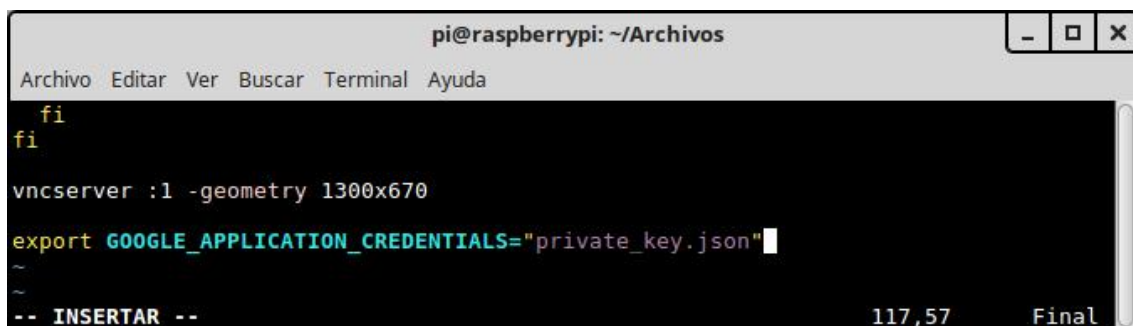 pi@raspberrypi: ~/Archivos
Archivo Editar Ver Buscar Terminal Ayuda
fi
fi
vncserver :1 -geometry 1300x670
export GOOGLE_APPLICATION_CREDENTIALS="private_key.json"
~
~
-- INSERTAR -- 117,57 Final